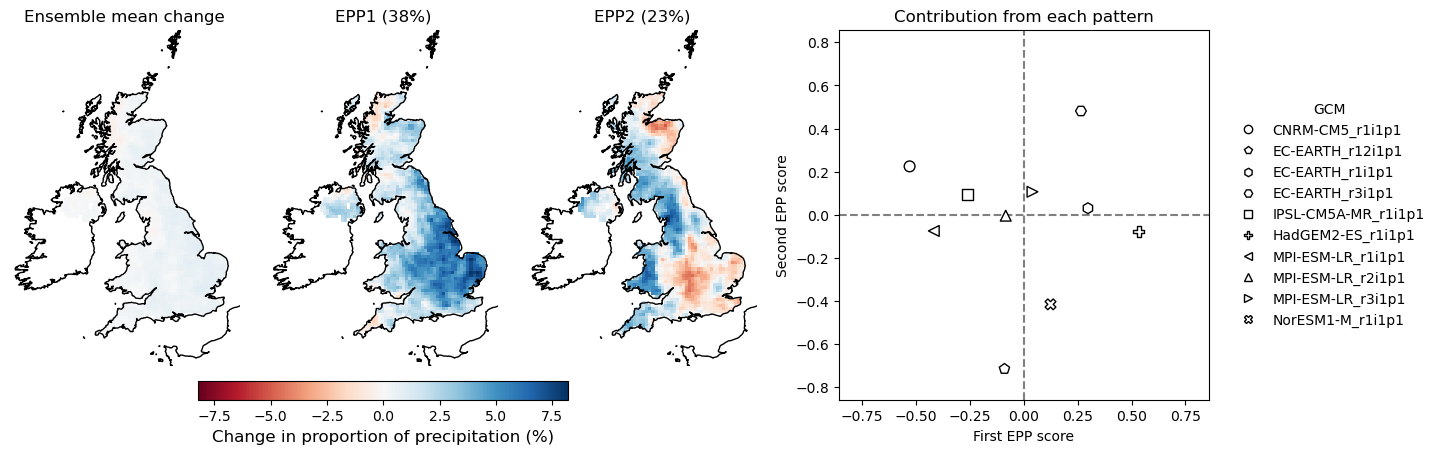 Ensemble mean change
EPP1 (38%)
EPP2 (23%)
Contribution from each pattern
−7.5 −5.0 −2.5 0.0 2.5 5.0 7.5
Change in proportion of precipitation (%)
Second EPP score
0.8
0.6
0.4
0.2
0.0
−0.2
−0.4
−0.6
−0.8
−0.75 −0.50 −0.25 0.00 0.25 0.50 0.75
First EPP score
GCM
CNRM-CM5_r1i1p1
EC-EARTH_r12i1p1
EC-EARTH_r1i1p1
EC-EARTH_r3i1p1
IPSL-CM5A-MR_r1i1p1
HadGEM2-ES_r1i1p1
MPI-ESM-LR_r1i1p1
MPI-ESM-LR_r2i1p1
MPI-ESM-LR_r3i1p1
NorESM1-M_r1i1p1